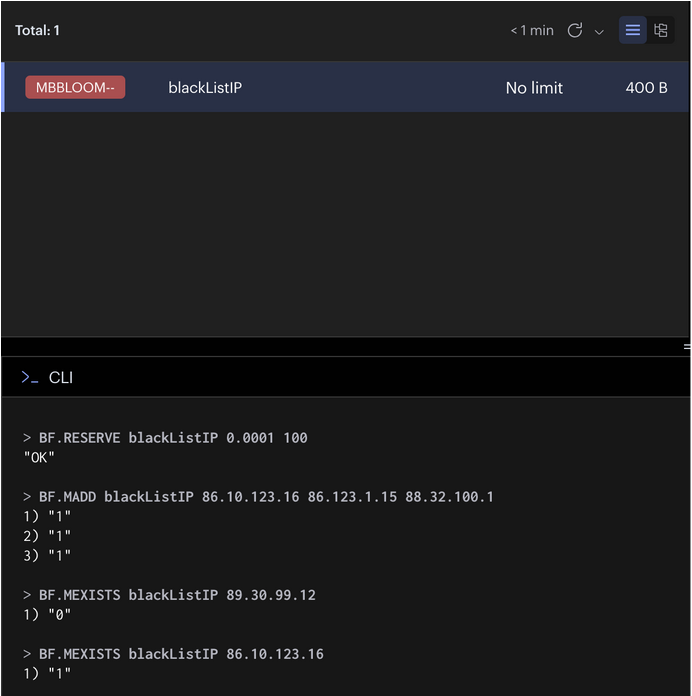 Total: 1 < 1 min
MBBLOOM-- blackListIP No limit 400 B
>_ CLI
> BF.RESERVE blackListIP 0.0001 100
"OK"
> BF.MADD blackListIP 86.10.123.16 86.123.1.15 88.32.100.1
1) "1"
2) "1"
3) "1"
> BF.MEXISTS blackListIP 89.30.99.12
1) "0"
> BF.MEXISTS blackListIP 86.10.123.16
1) "1"